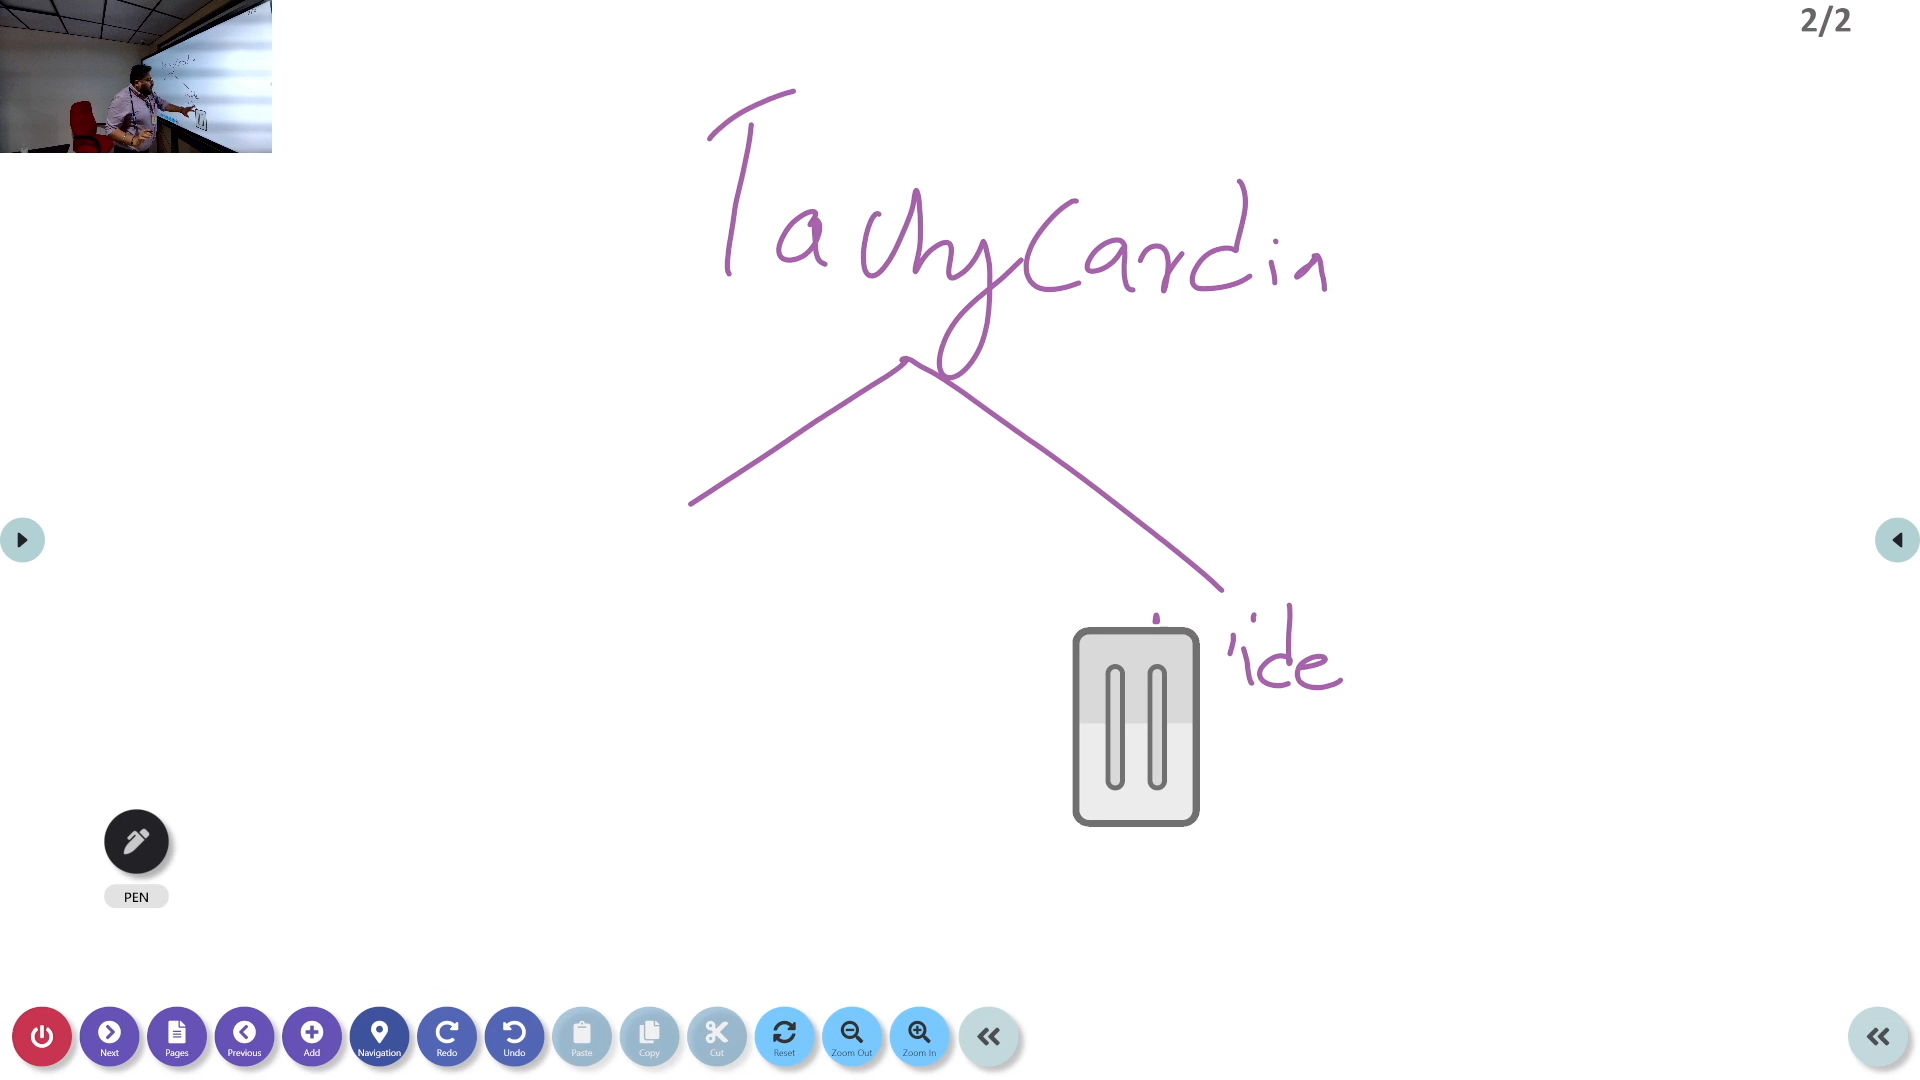 2/2
Tachycardia
ide
PEN
Next Pages Previous Add Navigation Redo Undo Paste Copy Cut Reset Zoom Out Zoom In